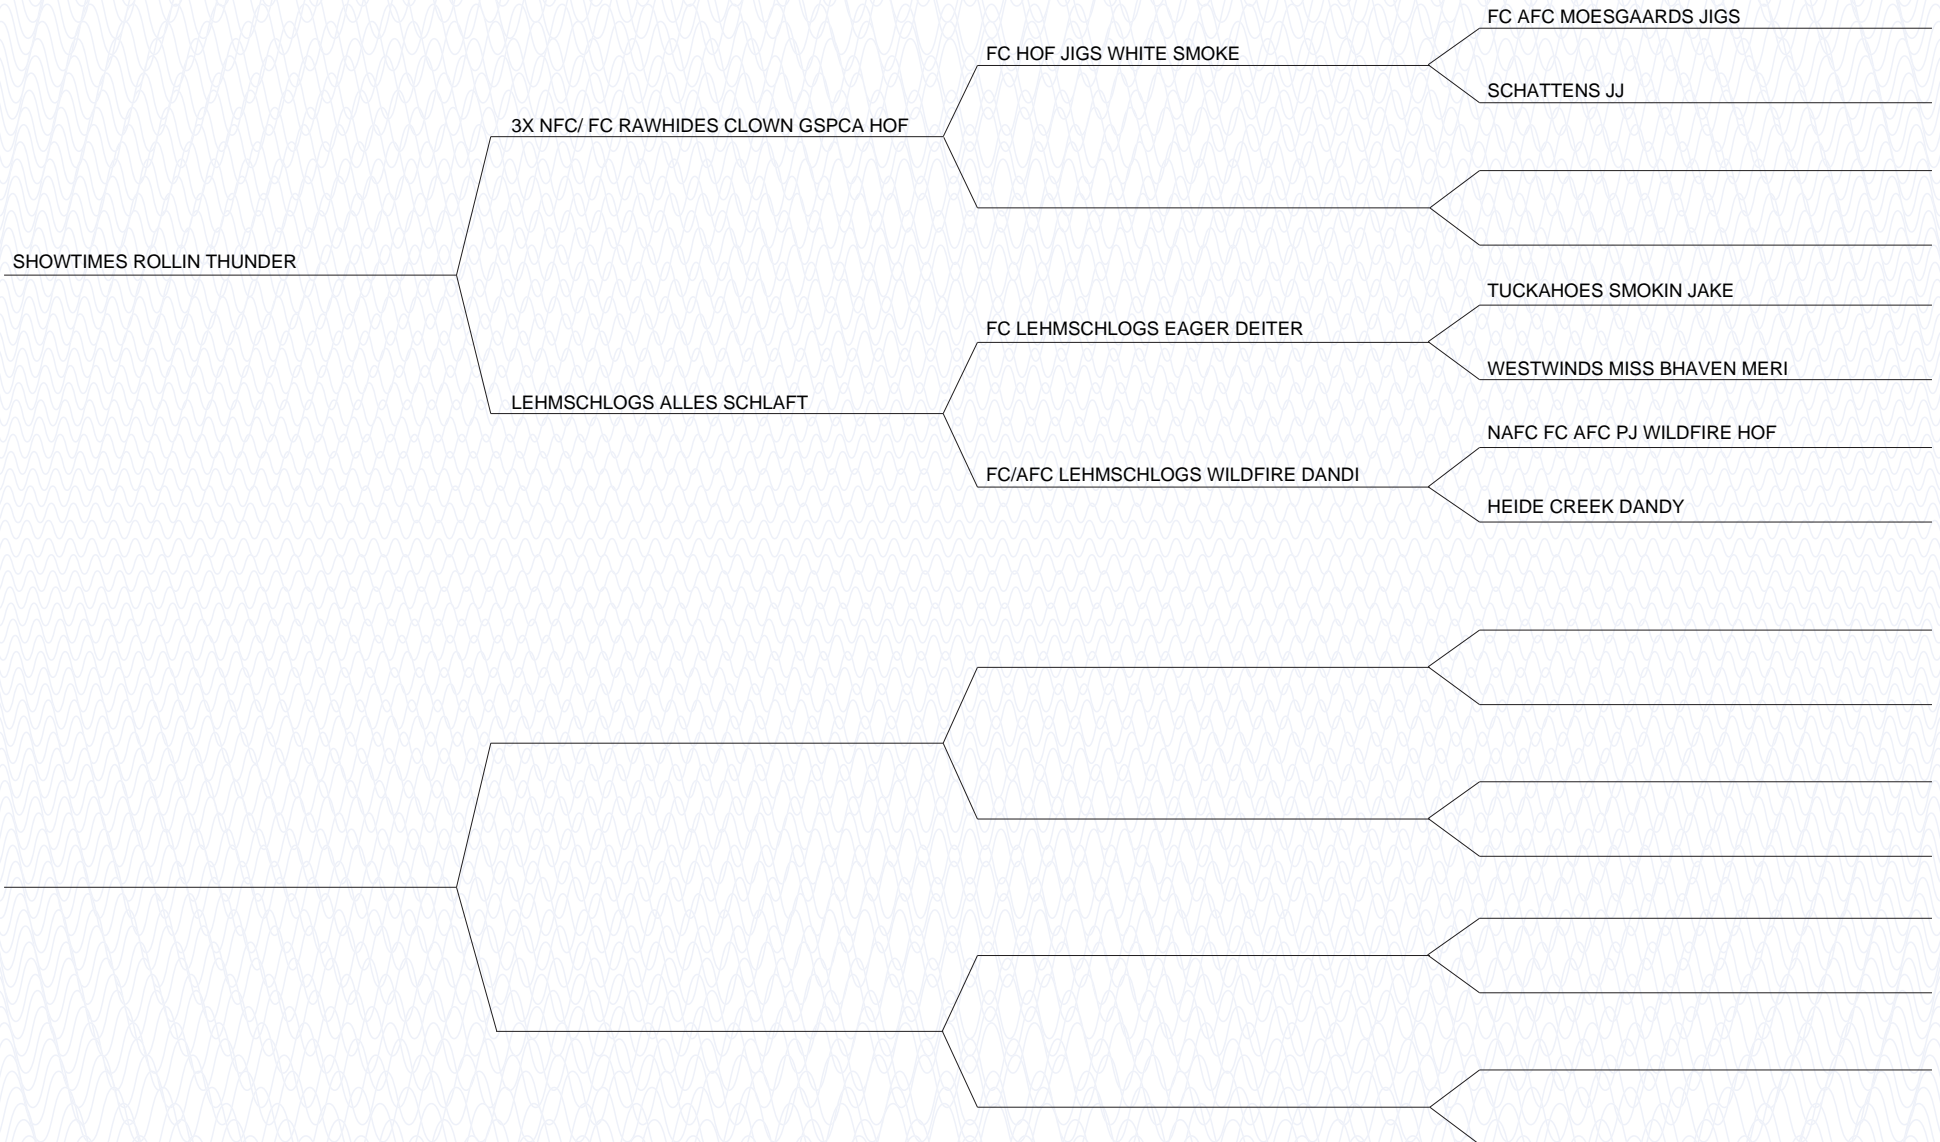 FC AFC MOESGAARDS JIGS
FC HOF JIGS WHITE SMOKE
SCHATTENS JJ
3X NFC/ FC RAWHIDES CLOWN GSPCA HOF
SHOWTIMES ROLLIN THUNDER
TUCKAHOES SMOKIN JAKE
FC LEHMSCHLOGS EAGER DEITER
WESTWINDS MISS BHAVEN MERI
LEHMSCHLOGS ALLES SCHLAFT
NAFC FC AFC PJ WILDFIRE HOF
FC/AFC LEHMSCHLOGS WILDFIRE DANDI
HEIDE CREEK DANDY